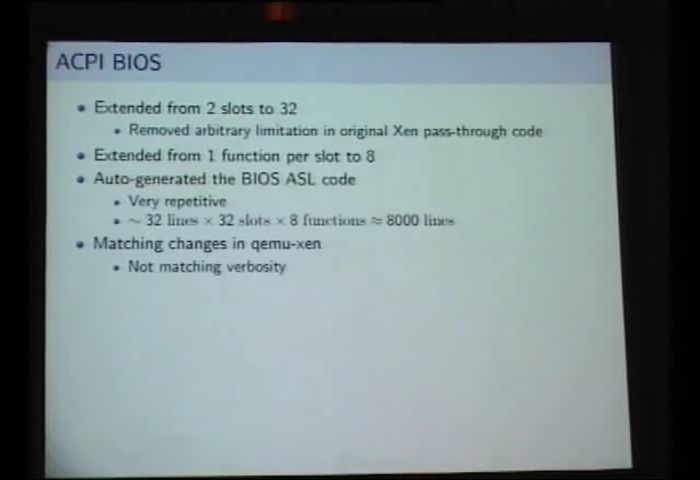 ACPI BIOS
• Extended from 2 slots to 32
• Removed arbitrary limitation in original Xen pass-through code
• Extended from 1 function per slot to 8
• Auto-generated the BIOS ASL code
• Very repetitive
• ~ 32 lines × 32 slots × 8 functions ≈ 8000 lines
• Matching changes in qemu-xen
• Not matching verbosity